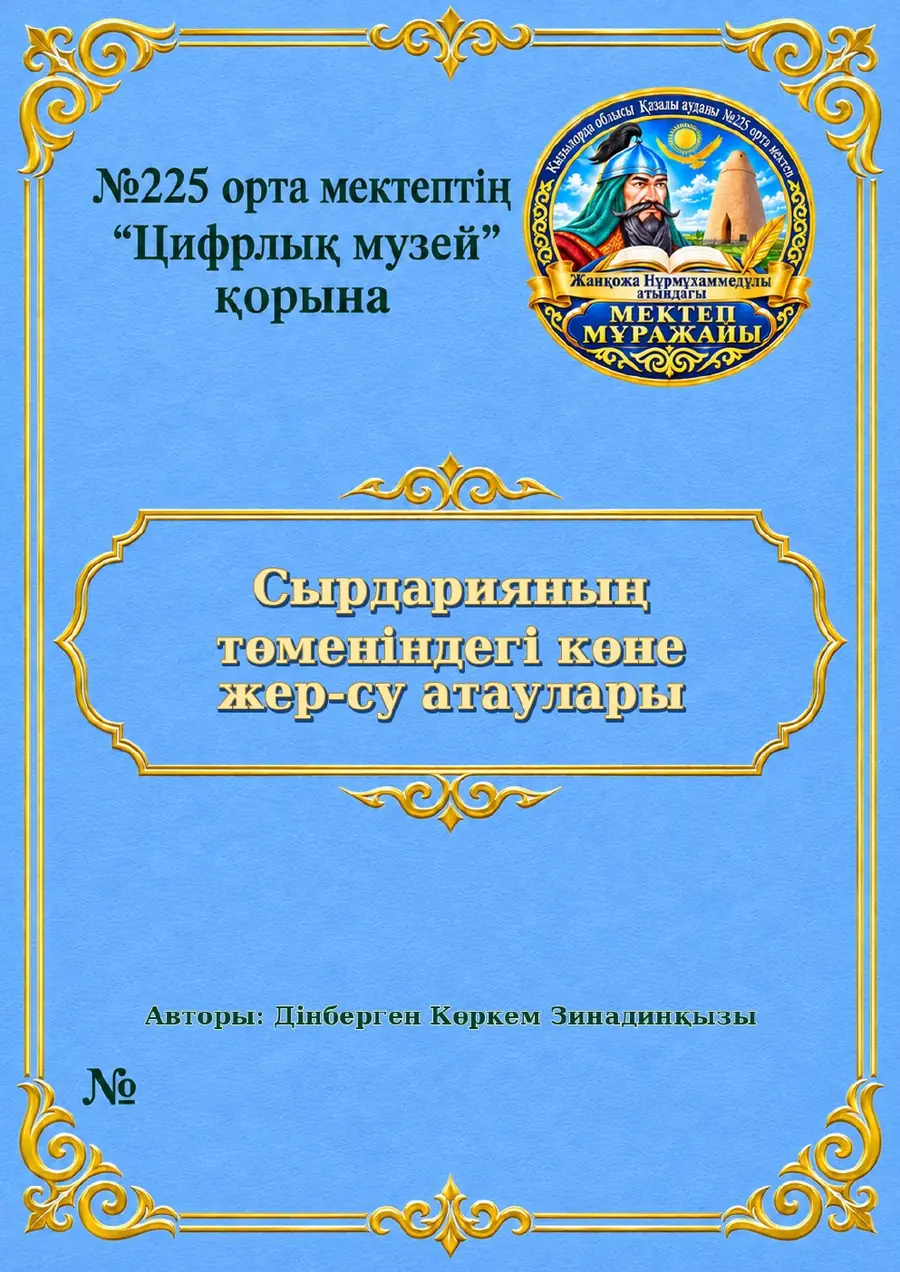 №225 орта мектептің
“Цифрлық музей”
қорына
Қызылорда облысы Қазалы ауданы №225 орта мектеп
Жанқожа Нұрмұхаммедұлы
атындағы
МЕКТЕП
МҰРАЖАЙЫ
Сырдарияның
төменіндегі көне
жер-су атаулары
Авторы: Дінберген Көркем Зинадинқызы
№